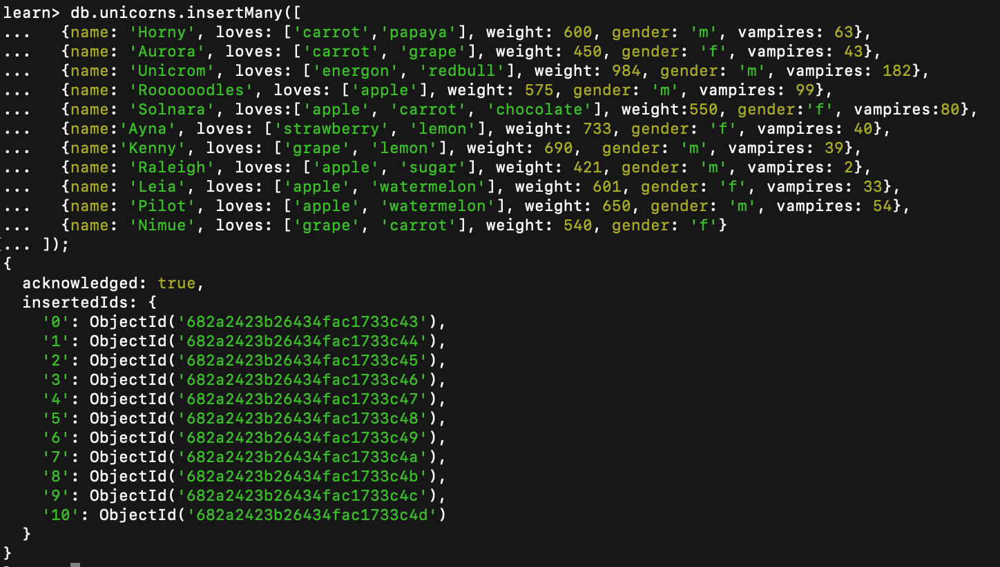 learn> db.unicorns.insertMany([
...   {name: 'Horny', loves: ['carrot','papaya'], weight: 600, gender: 'm', vampires: 63},
...   {name: 'Aurora', loves: ['carrot', 'grape'], weight: 450, gender: 'f', vampires: 43},
...   {name: 'Unicrom', loves: ['energon', 'redbull'], weight: 984, gender: 'm', vampires: 182},
...   {name: 'Roooooodles', loves: ['apple'], weight: 575, gender: 'm', vampires: 99},
...   {name: 'Solnara', loves:['apple', 'carrot', 'chocolate'], weight:550, gender:'f', vampires:80},
...   {name:'Ayna', loves: ['strawberry', 'lemon'], weight: 733, gender: 'f', vampires: 40},
...   {name:'Kenny', loves: ['grape', 'lemon'], weight: 690,  gender: 'm', vampires: 39},
...   {name: 'Raleigh', loves: ['apple', 'sugar'], weight: 421, gender: 'm', vampires: 2},
...   {name: 'Leia', loves: ['apple', 'watermelon'], weight: 601, gender: 'f', vampires: 33},
...   {name: 'Pilot', loves: ['apple', 'watermelon'], weight: 650, gender: 'm', vampires: 54},
...   {name: 'Nimue', loves: ['grape', 'carrot'], weight: 540, gender: 'f'}
... ]);
{
  acknowledged: true,
  insertedIds: {
    '0': ObjectId('682a2423b26434fac1733c43'),
    '1': ObjectId('682a2423b26434fac1733c44'),
    '2': ObjectId('682a2423b26434fac1733c45'),
    '3': ObjectId('682a2423b26434fac1733c46'),
    '4': ObjectId('682a2423b26434fac1733c47'),
    '5': ObjectId('682a2423b26434fac1733c48'),
    '6': ObjectId('682a2423b26434fac1733c49'),
    '7': ObjectId('682a2423b26434fac1733c4a'),
    '8': ObjectId('682a2423b26434fac1733c4b'),
    '9': ObjectId('682a2423b26434fac1733c4c'),
    '10': ObjectId('682a2423b26434fac1733c4d')
  }
}